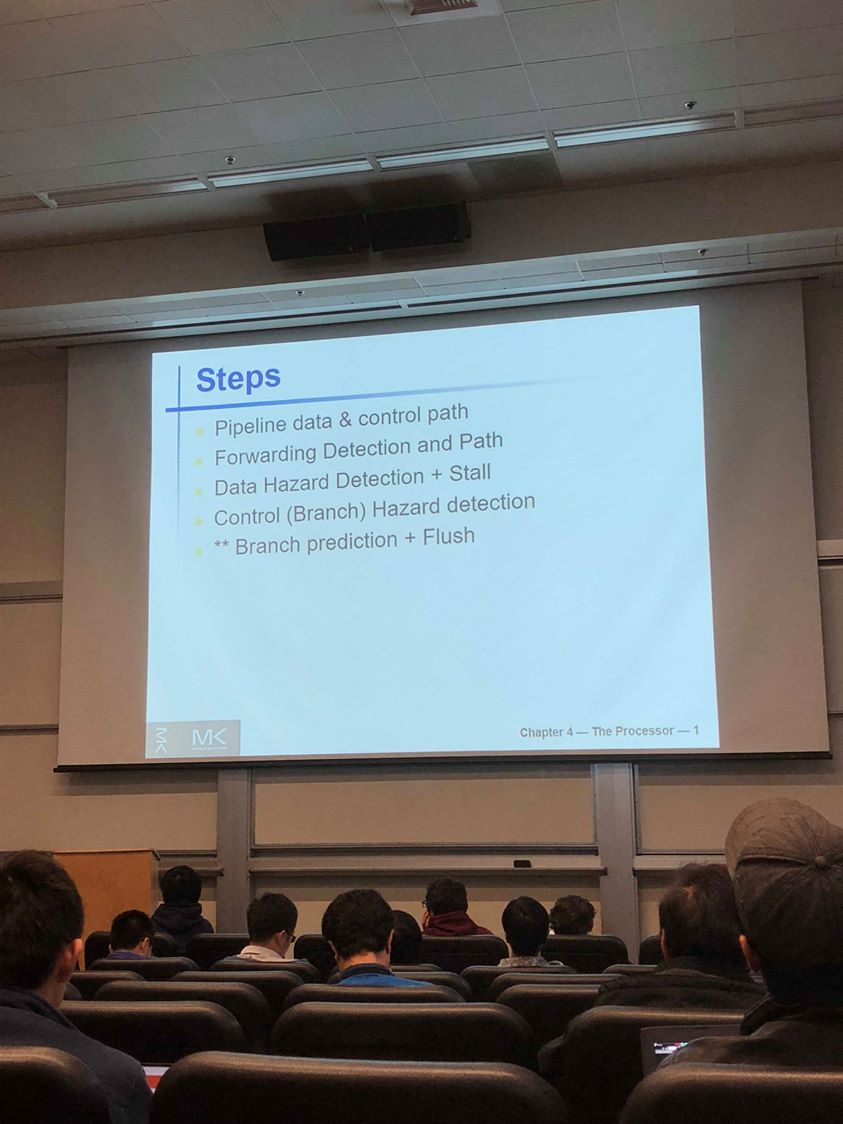 Steps
Pipeline data & control path
Forwarding Detection and Path
Data Hazard Detection + Stall
Control (Branch) Hazard detection
** Branch prediction + Flush
MK
MK
Chapter 4 — The Processor — 1